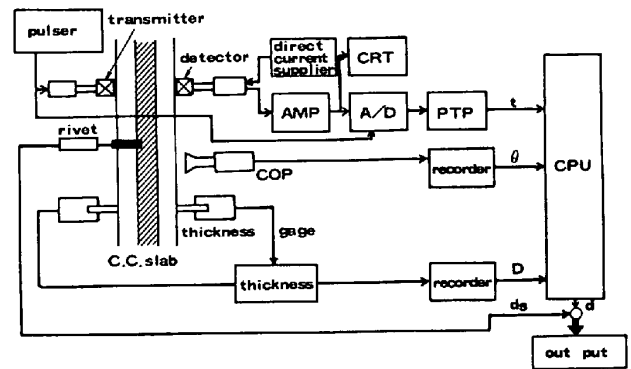 transmitter
pulser
detector
direct
current
supplier
CRT
AMP
A/D
PTP
t
CPU
rivet
COP
recorder
θ
thickness
gage
C.C. slab
thickness
recorder
D
ds
d
out put